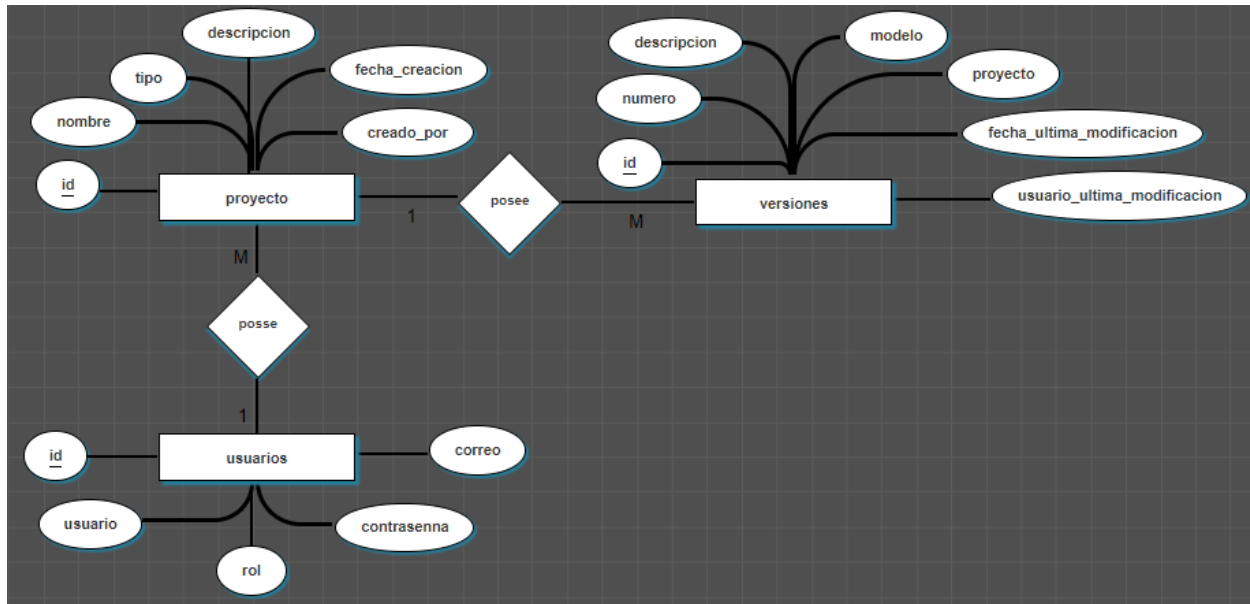 descripcion
tipo
fecha_creacion
nombre
creado_por
id
proyecto
1
posee
M
descripcion
modelo
proyecto
numero
fecha_ultima_modificacion
id
usuario_ultima_modificacion
versiones
M
posse
1
id
usuarios
correo
usuario
contrasenna
rol